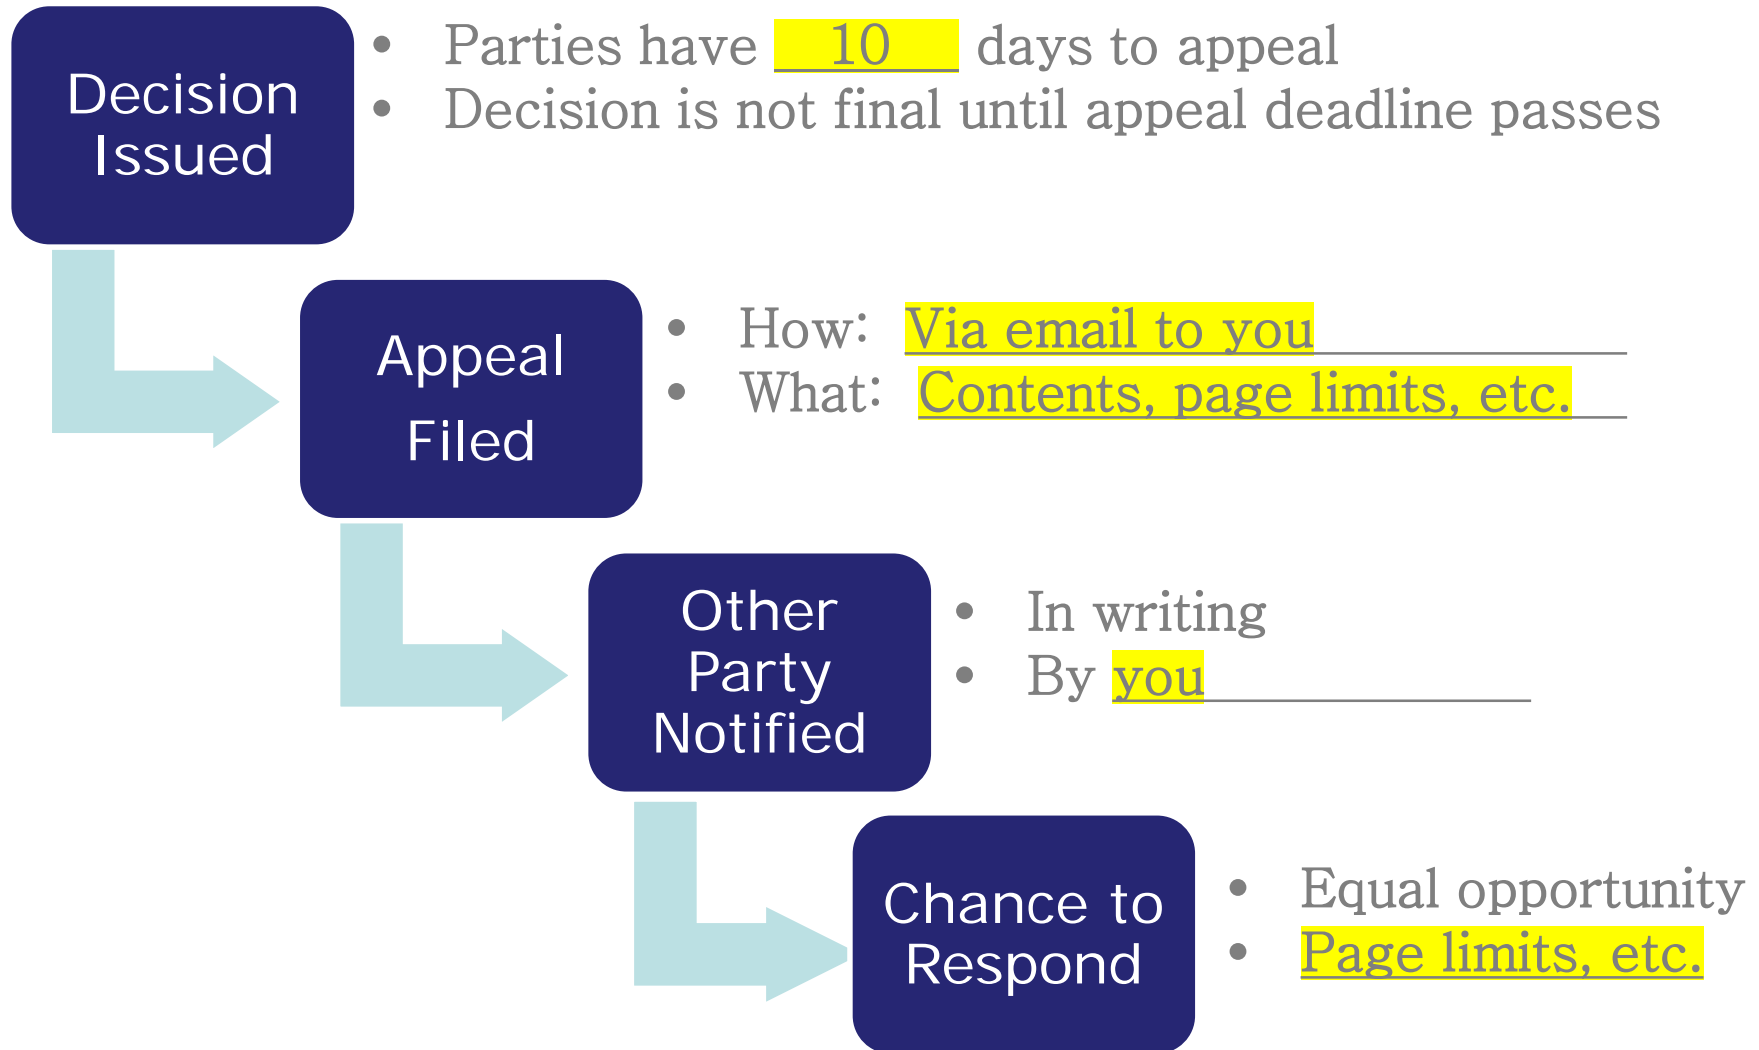 Decision
Issued
• Parties have 10 days to appeal
• Decision is not final until appeal deadline passes
Appeal
Filed
• How: Via email to you
• What: Contents, page limits, etc.
Other
Party
Notified
• In writing
• By you
Chance to
Respond
• Equal opportunity
• Page limits, etc.